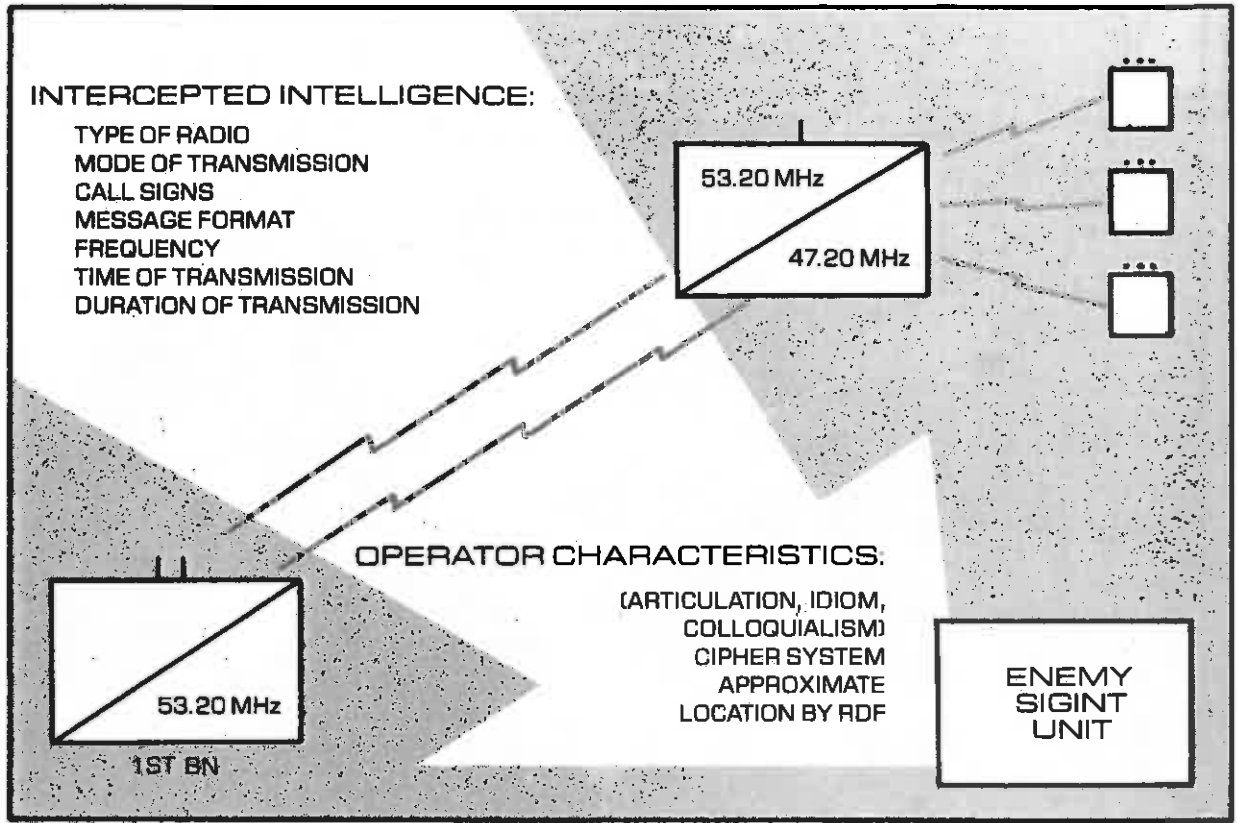 INTERCEPTED INTELLIGENCE:
TYPE OF RADIO
MODE OF TRANSMISSION
CALL SIGNS
MESSAGE FORMAT
FREQUENCY
TIME OF TRANSMISSION
DURATION OF TRANSMISSION
53.20 MHz
47.20 MHz
OPERATOR CHARACTERISTICS:
(ARTICULATION, IDIOM,
COLLOQUIALISM)
CIPHER SYSTEM
APPROXIMATE
LOCATION BY RDF
53.20 MHz
1ST BN
ENEMY
SIGINT
UNIT